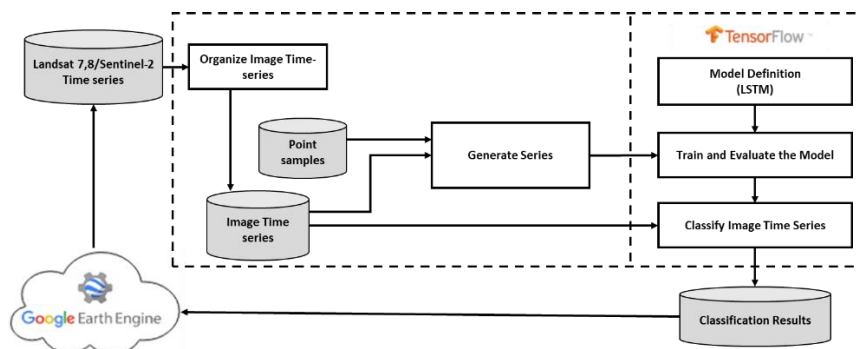 TensorFlow
Landsat 7,8/Sentinel-2
Time series
Organize Image Time-
series
Model Definition
(LSTM)
Point
samples
Generate Series
Train and Evaluate the Model
Image Time
series
Classify Image Time Series
Google Earth Engine
Classification Results